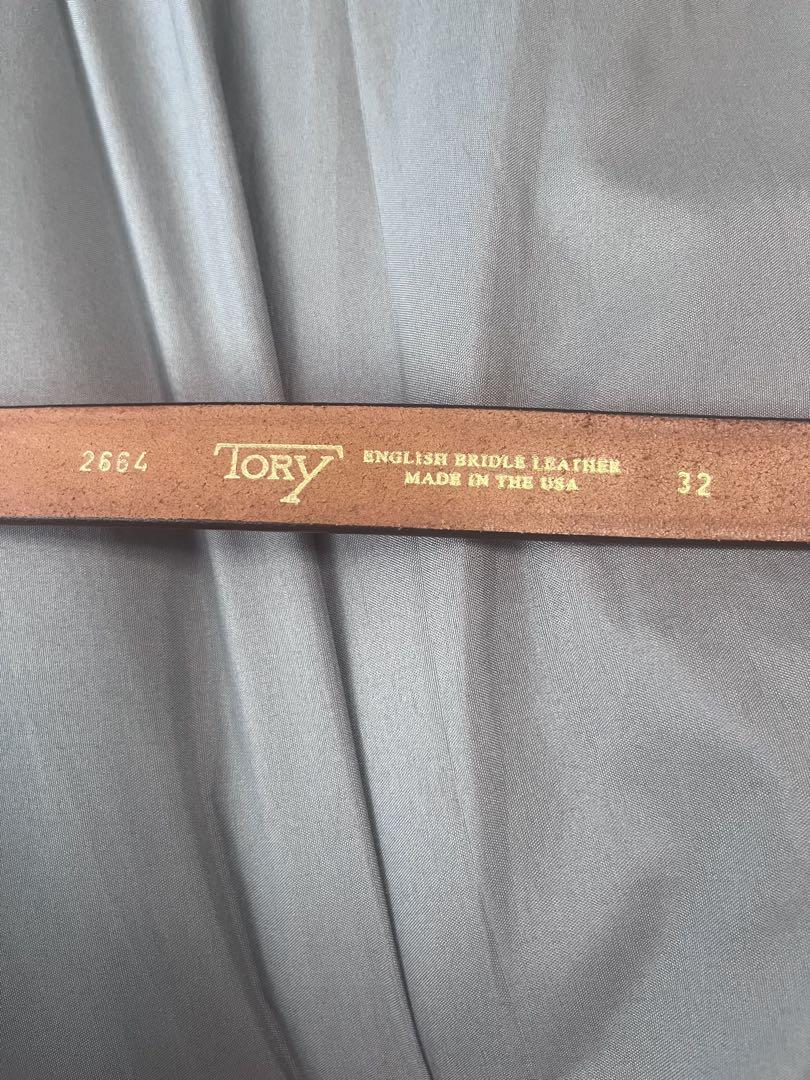 2664
TORY
ENGLISH BRIDLE LEATHER
MADE IN THE USA
32